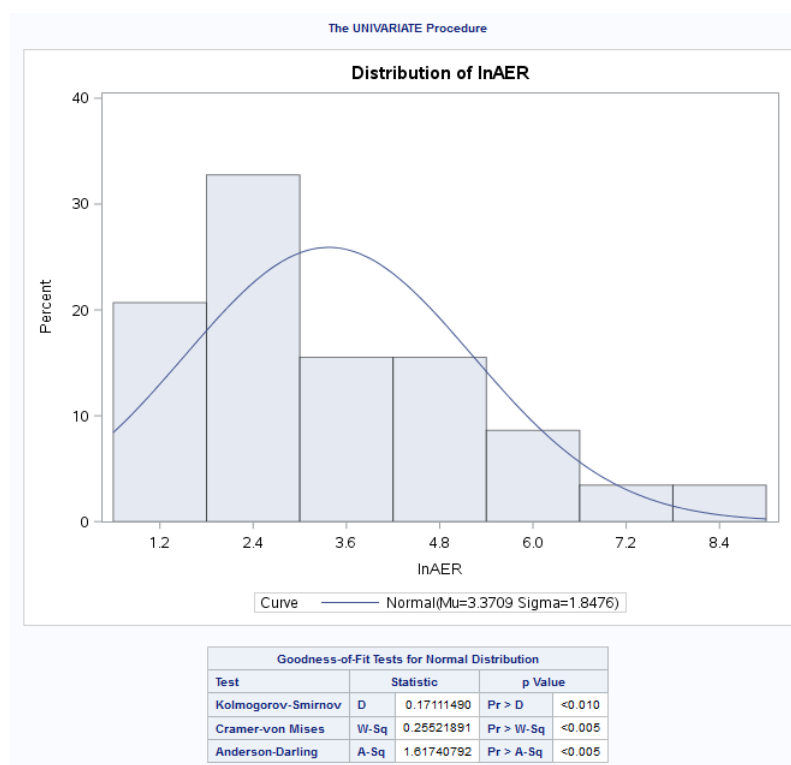 The UNIVARIATE Procedure
Distribution of lnAER
40
30
20
10
0
Percent
1.2 2.4 3.6 4.8 6.0 7.2 8.4
lnAER
Curve Normal(Mu=3.3709 Sigma=1.8476)
Goodness-of-Fit Tests for Normal Distribution
Test Statistic p Value
Kolmogorov-Smirnov D 0.17111490 Pr > D <0.010
Cramer-von Mises W-Sq 0.25521891 Pr > W-Sq <0.005
Anderson-Darling A-Sq 1.61740792 Pr > A-Sq <0.005